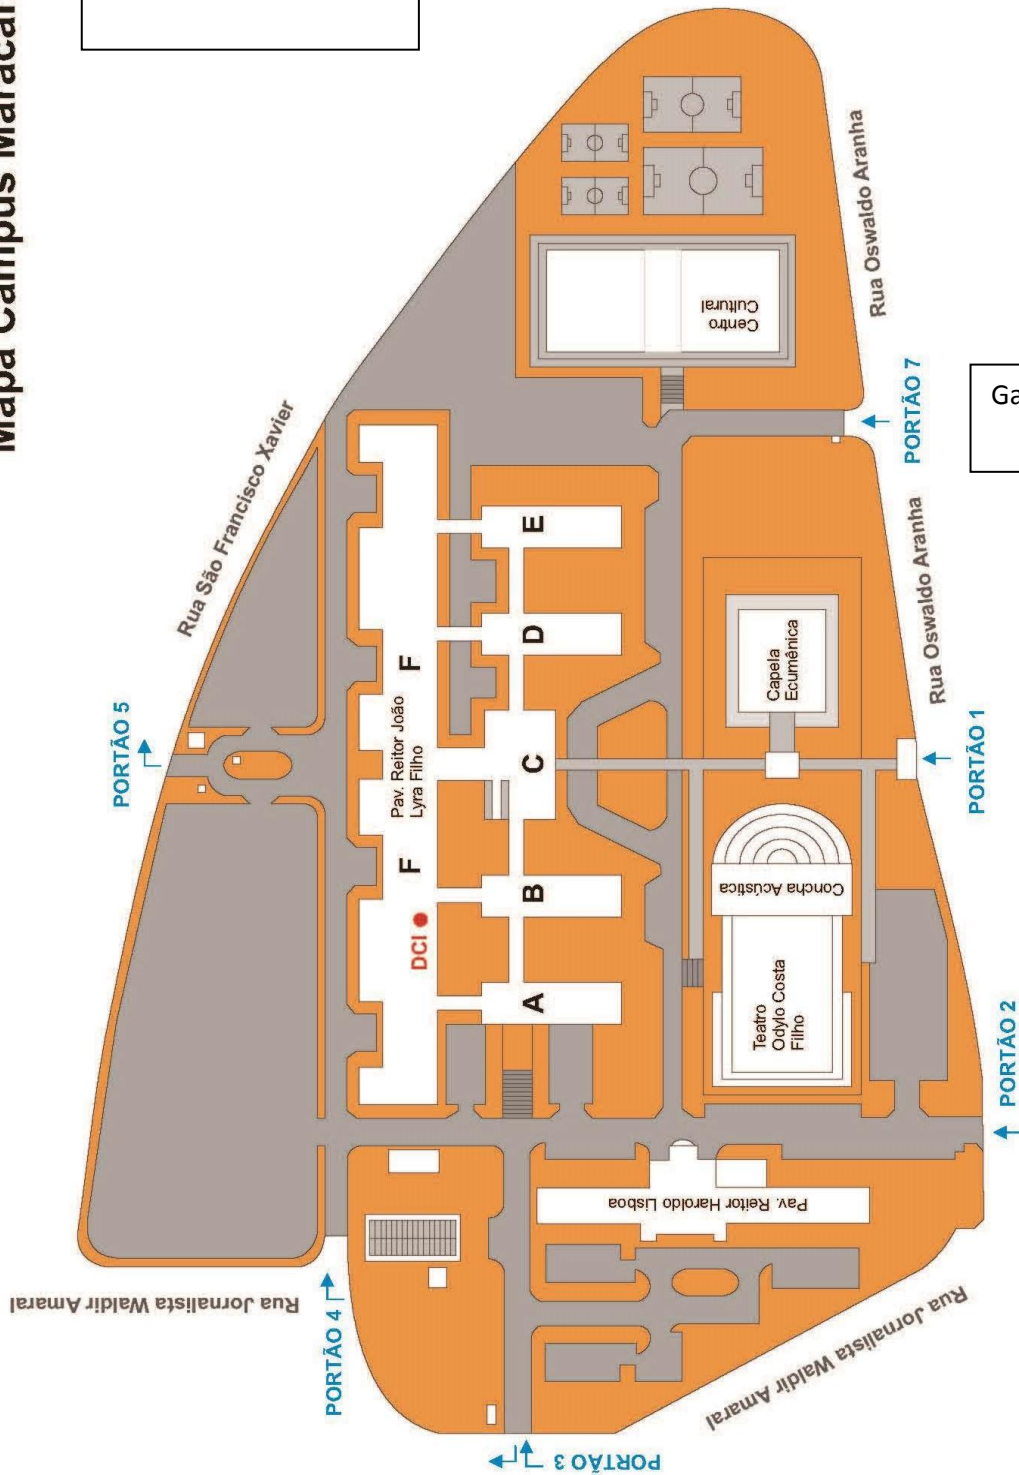 Mapa Campus
Rua São Francisco Xavier
Rua Oswaldo Aranha
Centro
Cultural
Ga
PORTÃO 7
PORTÃO 5
Rua Oswaldo Aranha
E
D
C
B
A
F
F
Pav. Reitor João
Lyra Filho
DCI
Capela
Ecumênica
PORTÃO 1
Concha Acústica
Teatro
Odylo Costa
Filho
PORTÃO 2
Pav. Reitor Haroldo Lisboa
Rua Jornalista Waldir Amaral
PORTÃO 4
Rua Jornalista Waldir Amaral
PORTÃO 3